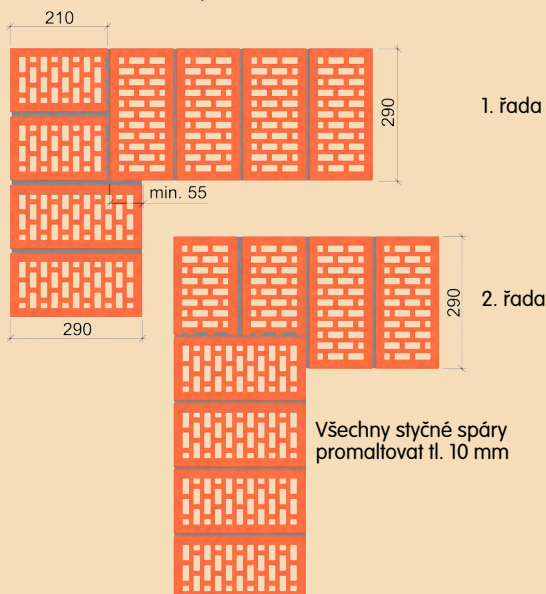 210
290
1. řada
min. 55
290
290
2. řada
Všechny styčné spáry
promaltovat tl. 10 mm